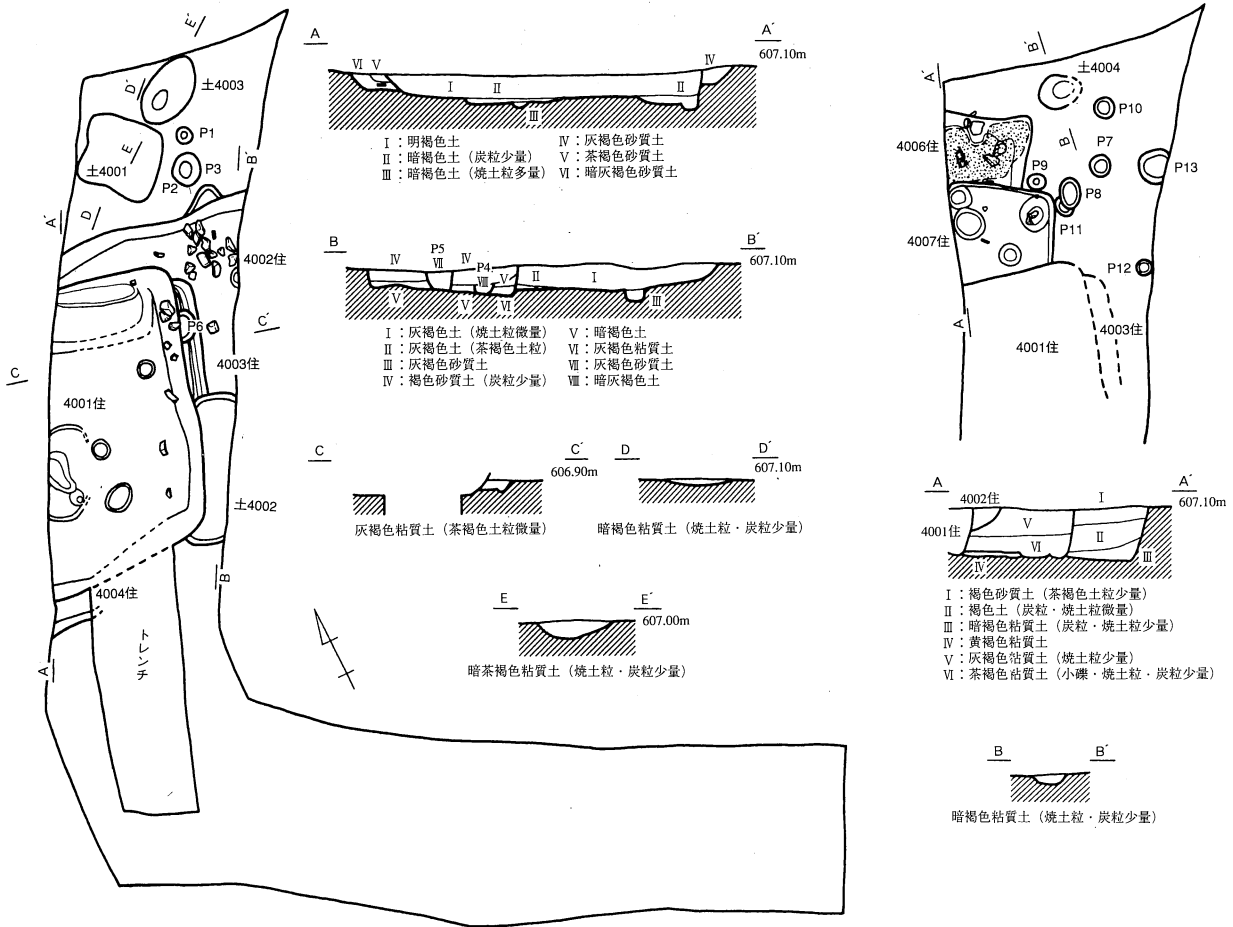 E´
D´
土4003
P1
P3
E
土4001
P2
B´
D
A´
4002住
P6
C´
4003住
C
4001住
土4002
B
4004住
トレンチ
A
A
A´
607.10m
Ⅵ Ⅴ Ⅰ Ⅱ Ⅱ Ⅳ
Ⅲ
Ⅰ：明褐色土 Ⅳ：灰褐色砂質土
Ⅱ：暗褐色土（炭粒少量） Ⅴ：茶褐色砂質土
Ⅲ：暗褐色土（焼土粒多量） Ⅵ：暗灰褐色砂質土
B
B´
607.10m
P5
Ⅳ Ⅶ Ⅳ P4 Ⅷ Ⅴ Ⅱ Ⅰ
Ⅴ Ⅴ Ⅵ Ⅲ
Ⅰ：灰褐色土（焼土粒微量） Ⅴ：暗褐色土
Ⅱ：灰褐色土（茶褐色土粒） Ⅵ：灰褐色粘質土
Ⅲ：灰褐色砂質土 Ⅶ：灰褐色砂質土
Ⅳ：褐色砂質土（炭粒少量） Ⅷ：暗灰褐色土
C
C´
606.90m
灰褐色粘質土（茶褐色土粒微量）
D
D´
607.10m
暗褐色粘質土（焼土粒・炭粒少量）
E
E´
607.00m
暗茶褐色粘質土（焼土粒・炭粒少量）
B´
A´
土4004
P10
4006住
B
P7
P9
P13
P8
4007住
P11
P12
A
4003住
4001住
A
A´
607.10m
4002住 Ⅰ
4001住 Ⅴ Ⅱ
Ⅵ Ⅲ
Ⅳ
Ⅰ：褐色砂質土（茶褐色土粒少量）
Ⅱ：褐色土（炭粒・焼土粒微量）
Ⅲ：暗褐色粘質土（炭粒・焼土粒少量）
Ⅳ：黄褐色粘質土
Ⅴ：灰褐色粘質土（焼土粒少量）
Ⅵ：茶褐色粘質土（小礫・焼土粒・炭粒少量）
B
B´
暗褐色粘質土（焼土粒・炭粒少量）